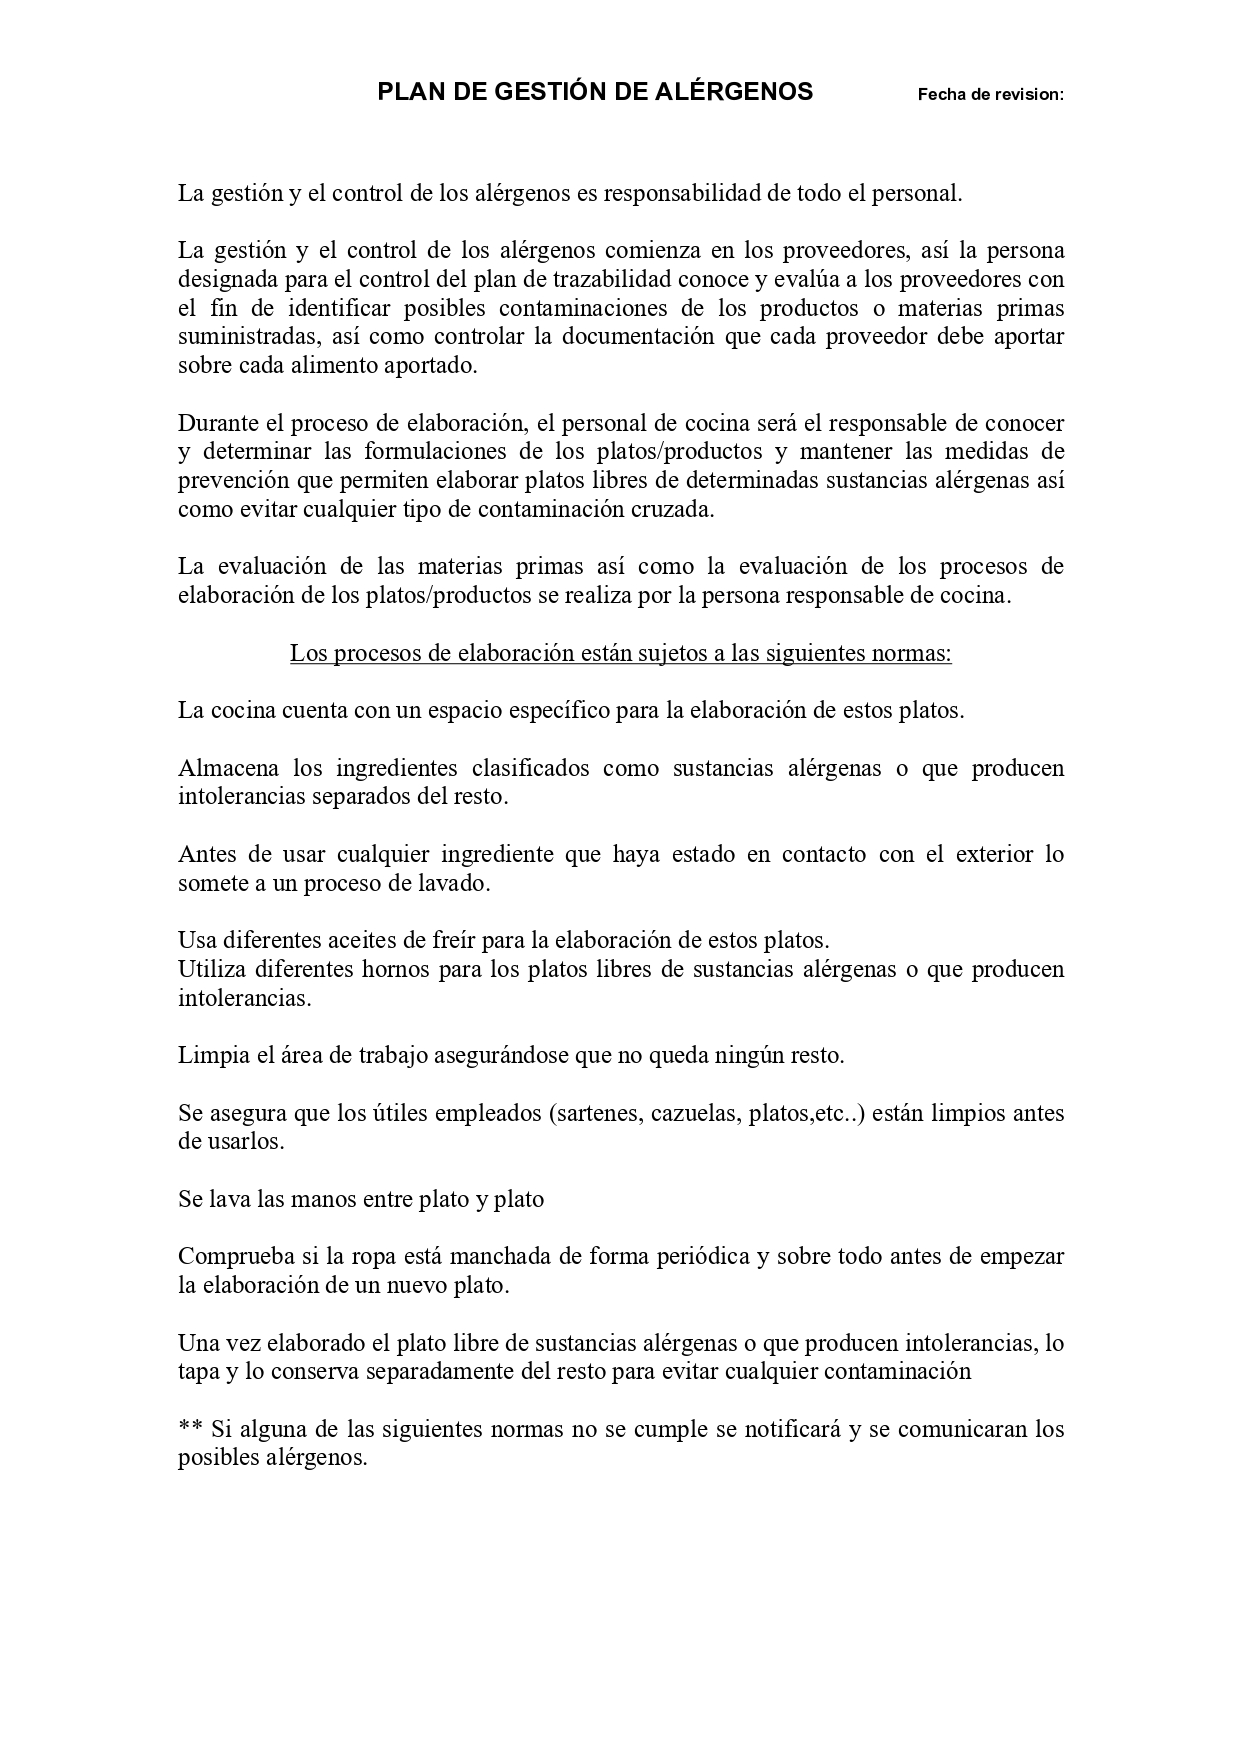 PLAN DE GESTIÓN DE ALÉRGENOS Fecha de revision:
La gestión y el control de los alérgenos es responsabilidad de todo el personal.
La gestión y el control de los alérgenos comienza en los proveedores, así la persona
designada para el control del plan de trazabilidad conoce y evalúa a los proveedores con
el fin de identificar posibles contaminaciones de los productos o materias primas
suministradas, así como controlar la documentación que cada proveedor debe aportar
sobre cada alimento aportado.
Durante el proceso de elaboración, el personal de cocina será el responsable de conocer
y determinar las formulaciones de los platos/productos y mantener las medidas de
prevención que permiten elaborar platos libres de determinadas sustancias alérgenas así
como evitar cualquier tipo de contaminación cruzada.
La evaluación de las materias primas así como la evaluación de los procesos de
elaboración de los platos/productos se realiza por la persona responsable de cocina.
Los procesos de elaboración están sujetos a las siguientes normas:
La cocina cuenta con un espacio específico para la elaboración de estos platos.
Almacena los ingredientes clasificados como sustancias alérgenas o que producen
intolerancias separados del resto.
Antes de usar cualquier ingrediente que haya estado en contacto con el exterior lo
somete a un proceso de lavado.
Usa diferentes aceites de freír para la elaboración de estos platos.
Utiliza diferentes hornos para los platos libres de sustancias alérgenas o que producen
intolerancias.
Limpia el área de trabajo asegurándose que no queda ningún resto.
Se asegura que los útiles empleados (sartenes, cazuelas, platos,etc..) están limpios antes
de usarlos.
Se lava las manos entre plato y plato
Comprueba si la ropa está manchada de forma periódica y sobre todo antes de empezar
la elaboración de un nuevo plato.
Una vez elaborado el plato libre de sustancias alérgenas o que producen intolerancias, lo
tapa y lo conserva separadamente del resto para evitar cualquier contaminación
** Si alguna de las siguientes normas no se cumple se notificará y se comunicaran los
posibles alérgenos.